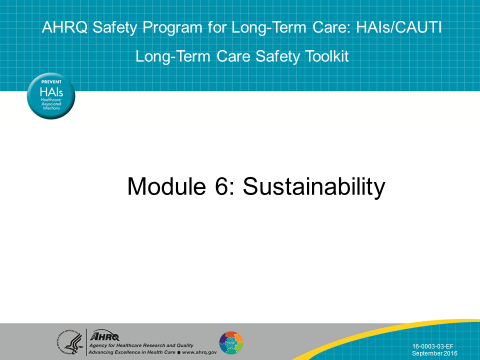 AHRQ Safety Program for Long-Term Care: HAIs/CAUTI
Long-Term Care Safety Toolkit
PREVENT
HAIs
Healthcare
Associated
Infections
Module 6: Sustainability
AHRQ
Agency for Healthcare Research and Quality
Advancing Excellence in Health Care • www.ahrq.gov
16-0003-03-EF
September 2016